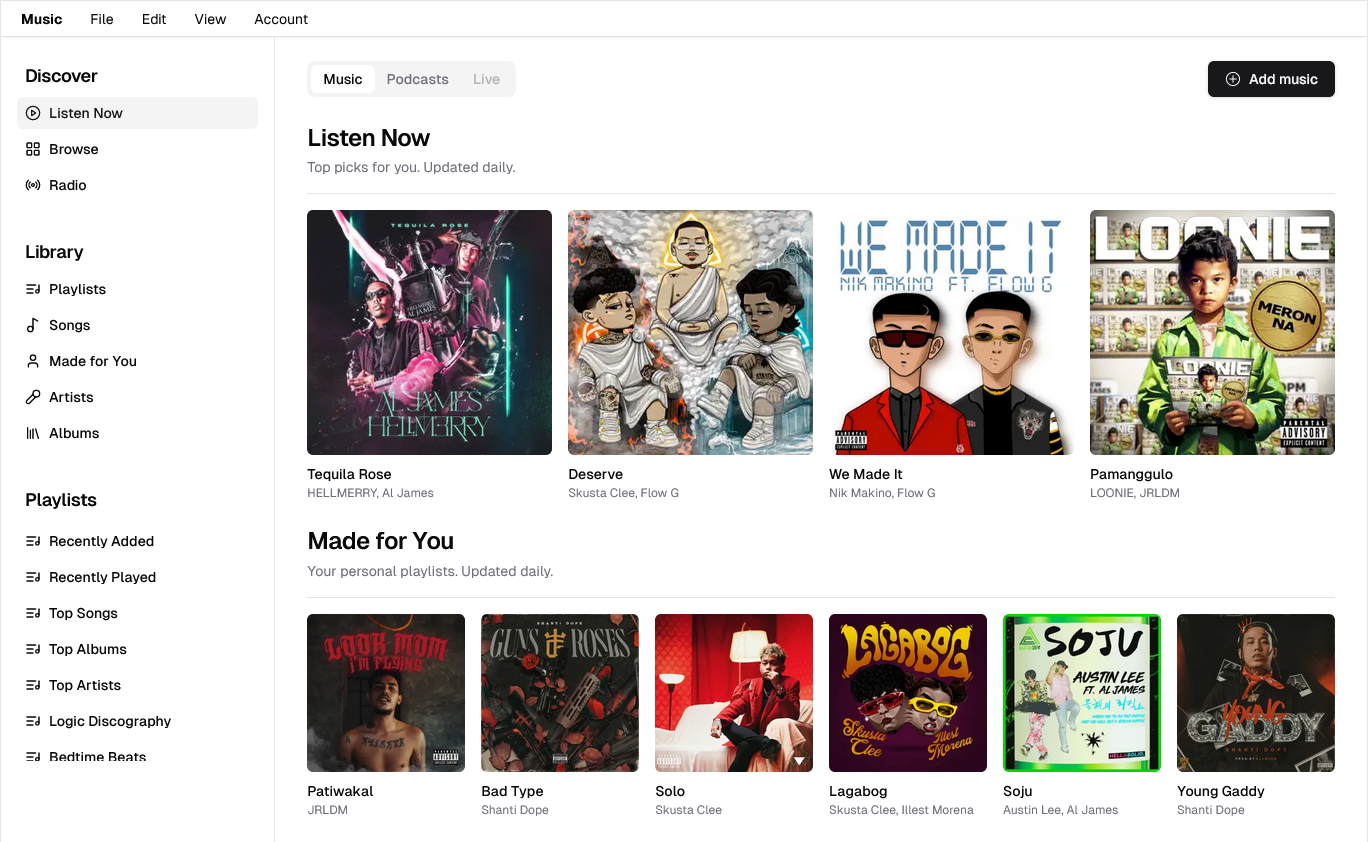 Music File Edit View Account
Discover
Listen Now
Browse
Radio
Library
Playlists
Songs
Made for You
Artists
Albums
Playlists
Recently Added
Recently Played
Top Songs
Top Albums
Top Artists
Logic Discography
Bedtime Beats
Music Podcasts Live
Add music
Listen Now
Top picks for you. Updated daily.
TEQUILA ROSE
AL JAMES
HELLMERRY
WE MADE IT
NIK MAKINO FT. FLOW G
PARENTAL
ADVISORY
EXPLICIT CONTENT
LOONIE
MERON
NA
LOONIE
PARENTAL
ADVISORY
EXPLICIT CONTENT
Tequila Rose
HELLMERRY, Al James
Deserve
Skusta Clee, Flow G
We Made It
Nik Makino, Flow G
Pamanggulo
LOONIE, JRLDM
Made for You
Your personal playlists. Updated daily.
LOOK MOM
I'M FLYING
SHANTI DOPE
GUNS
ROSES
LAGABOG
Skusta
Clee
Illest
Morena
SOJU
AUSTIN LEE
FT. AL JAMES
YOUNG
GADDY
SHANTI DOPE
Patiwakal
JRLDM
Bad Type
Shanti Dope
Solo
Skusta Clee
Lagabog
Skusta Clee, Illest Morena
Soju
Austin Lee, Al James
Young Gaddy
Shanti Dope